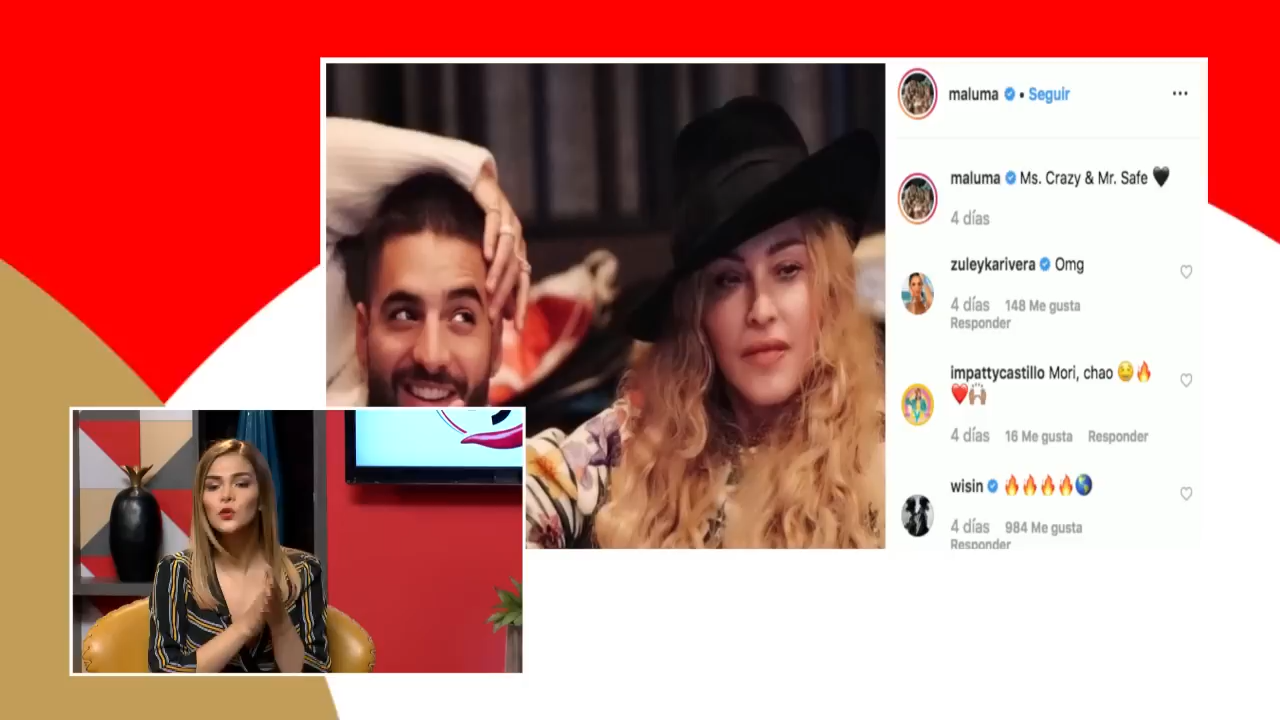 maluma • Seguir
maluma Ms. Crazy & Mr. Safe 🖤
4 días
zuleykarivera Omg
4 días 148 Me gusta
Responder
impattycastillo Mori, chao 🤤🔥
❤️🙌🏽
4 días 16 Me gusta Responder
wisin 🔥🔥🔥🔥🌎
4 días 984 Me gusta
Responder